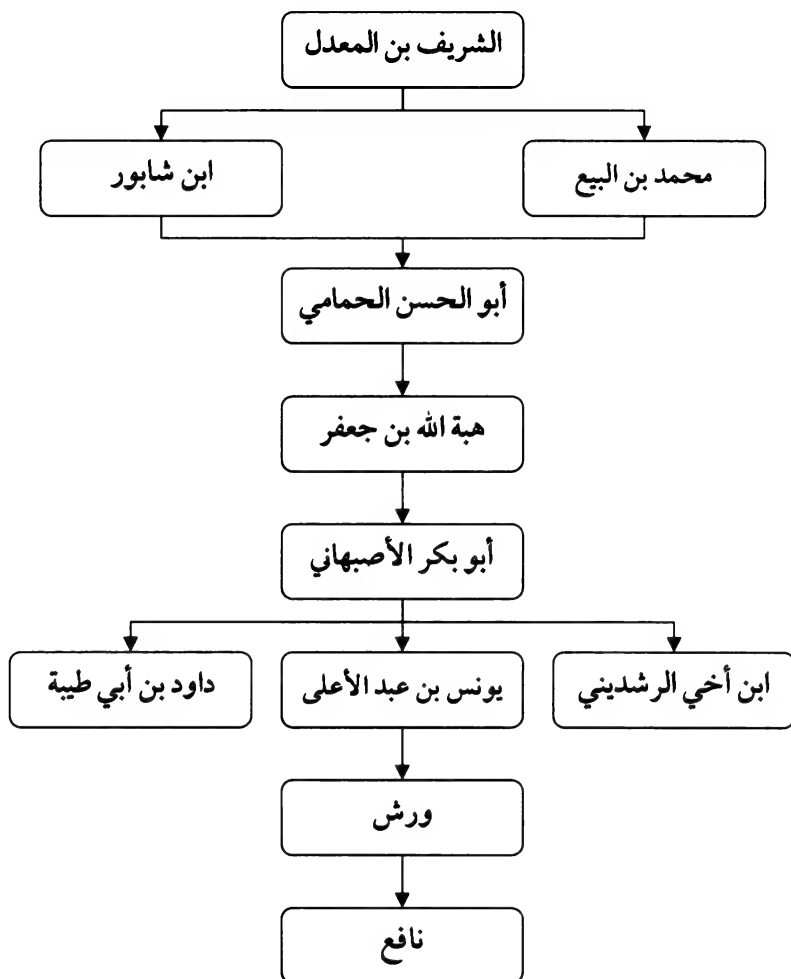 الشريف بن المعدل
محمد بن البيع
ابن شابور
أبو الحسن الحمامي
هبة الله بن جعفر
أبو بكر الأصبهاني
ابن أخي الرشديني
يونس بن عبد الأعلى
داود بن أبي طيبة
ورش
نافع